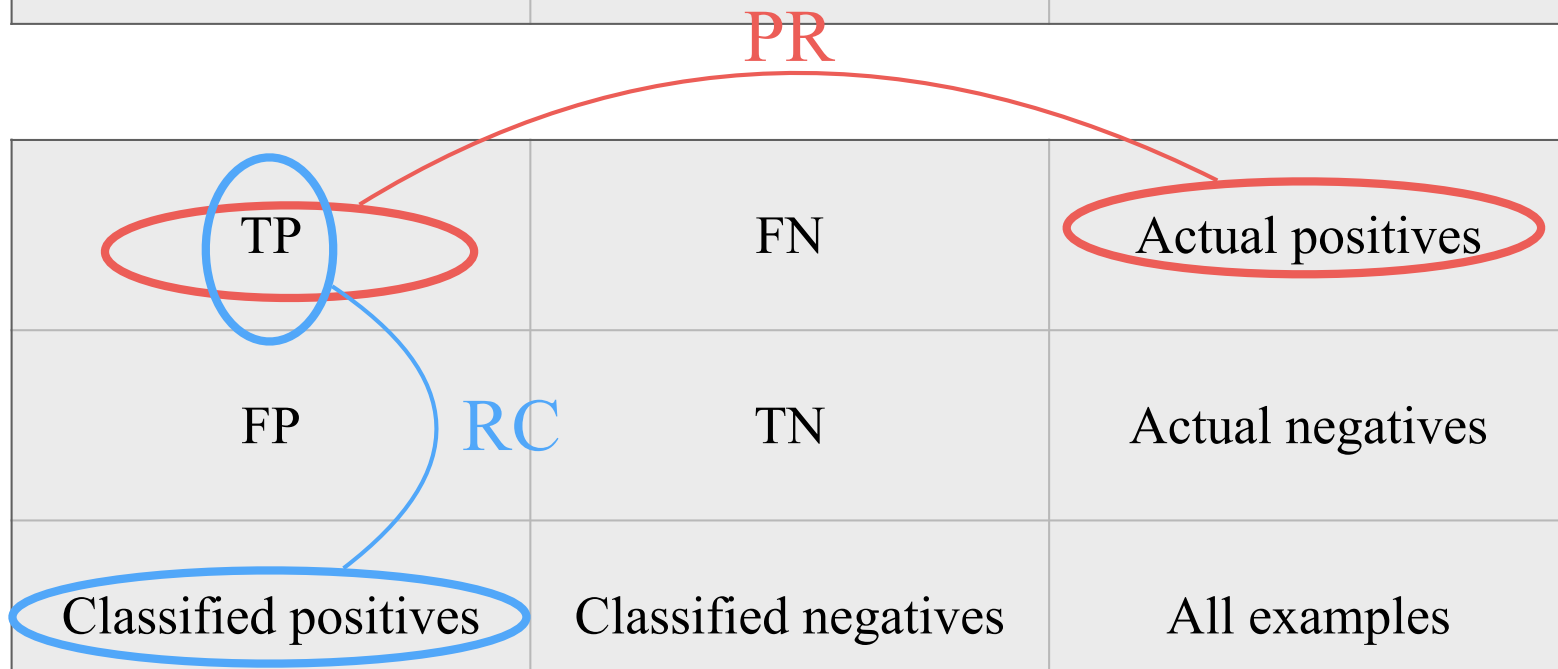 PR
TP FN Actual positives
FP RC TN Actual negatives
Classified positives Classified negatives All examples